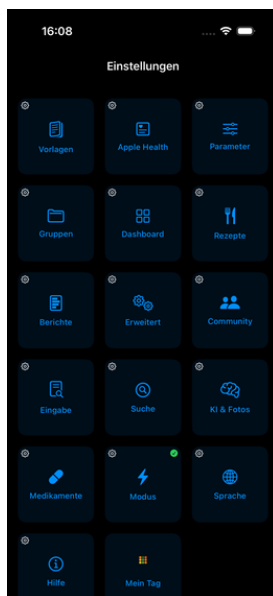 16:08
Einstellungen
Vorlagen
Apple Health
Parameter
Gruppen
Dashboard
Rezepte
Berichte
Erweitert
Community
Eingabe
Suche
KI & Fotos
Medikamente
Modus
Sprache
Hilfe
Mein Tag